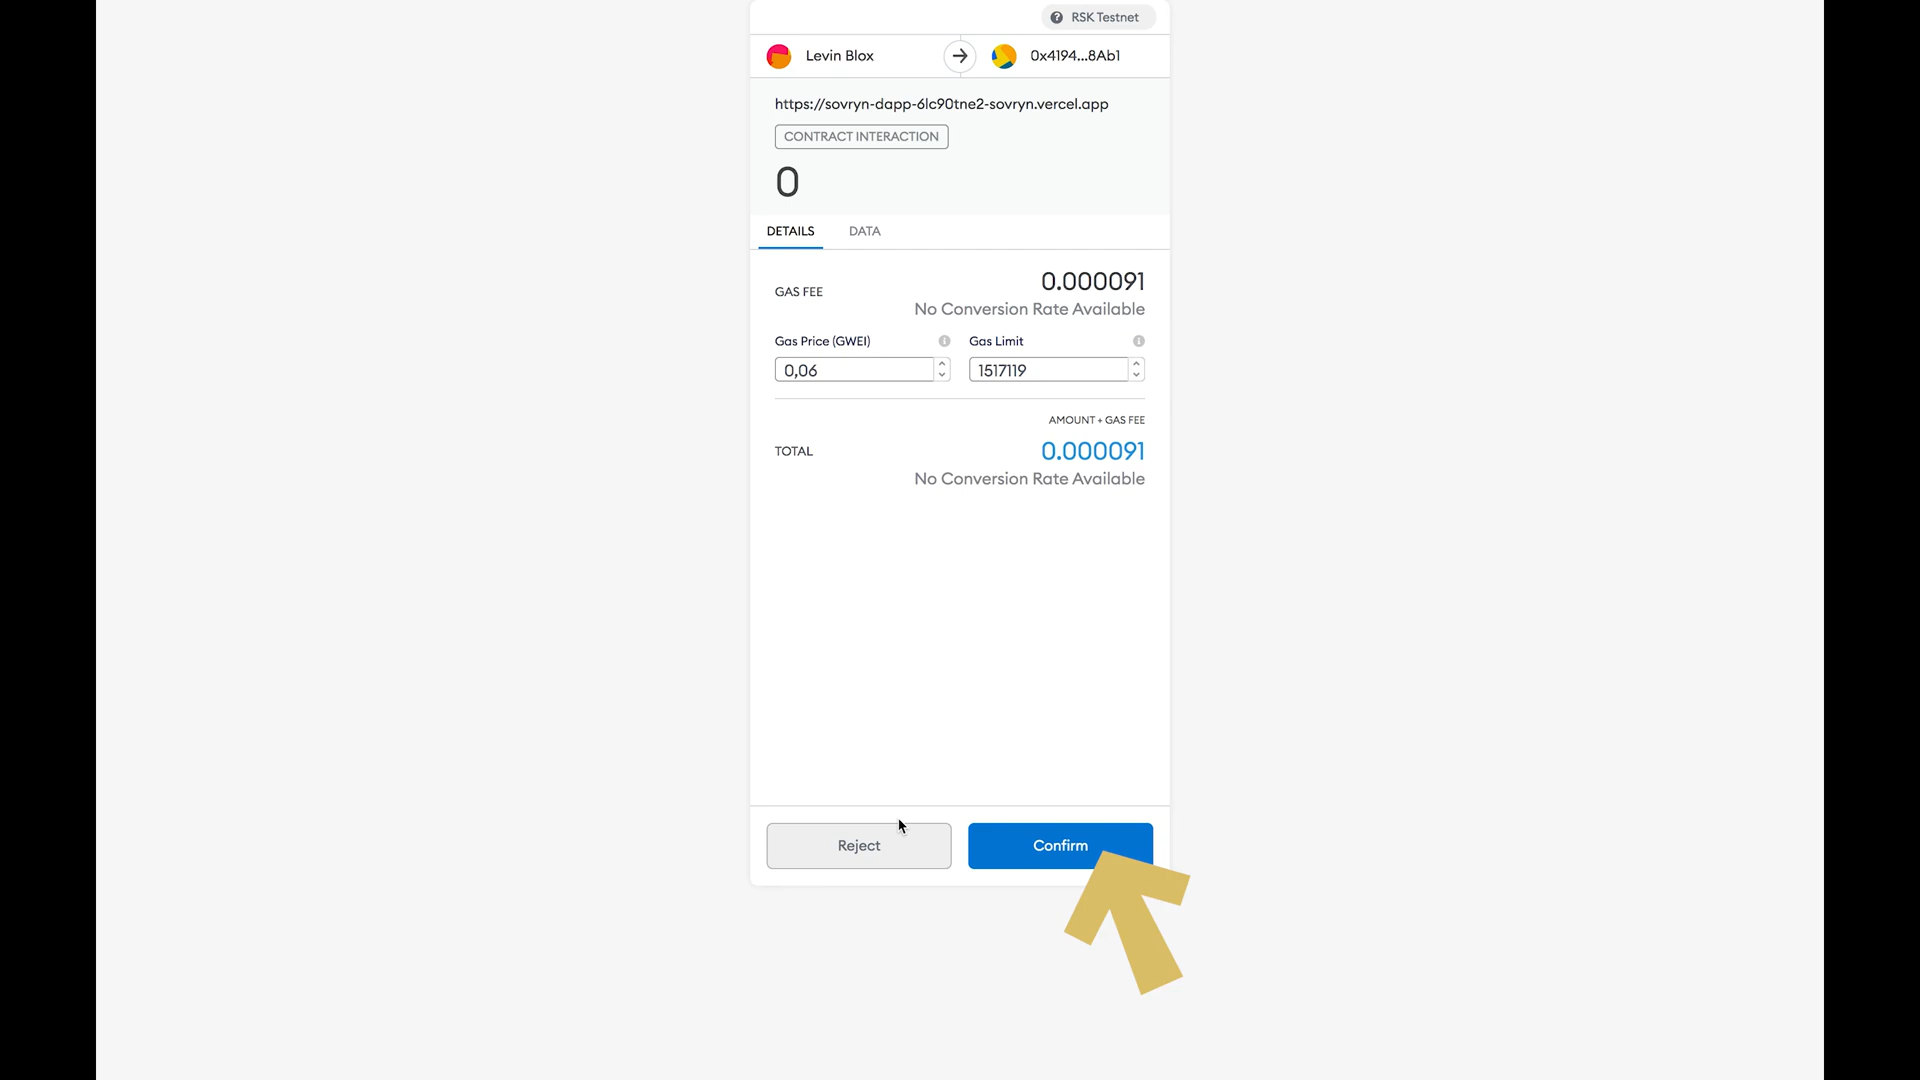 RSK Testnet
Levin Blox
0x4194...8Ab1
https://sovryn-dapp-6lc90tne2-sovryn.vercel.app
CONTRACT INTERACTION
0
DETAILS DATA
GAS FEE
0.000091
No Conversion Rate Available
Gas Price (GWEI)
Gas Limit
0,06
1517119
AMOUNT + GAS FEE
TOTAL
0.000091
No Conversion Rate Available
Reject
Confirm